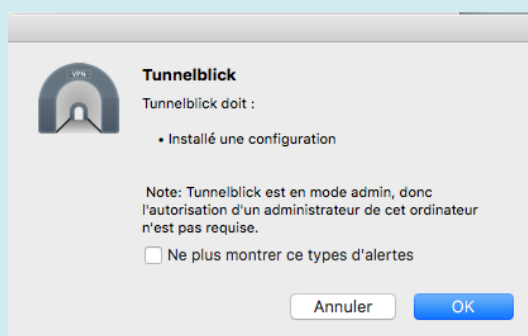 VPN
Tunnelblick
Tunnelblick doit :
• Installé une configuration
Note: Tunnelblick est en mode admin, donc
l'autorisation d'un administrateur de cet ordinateur
n'est pas requise.
Ne plus montrer ce types d'alertes
Annuler
OK